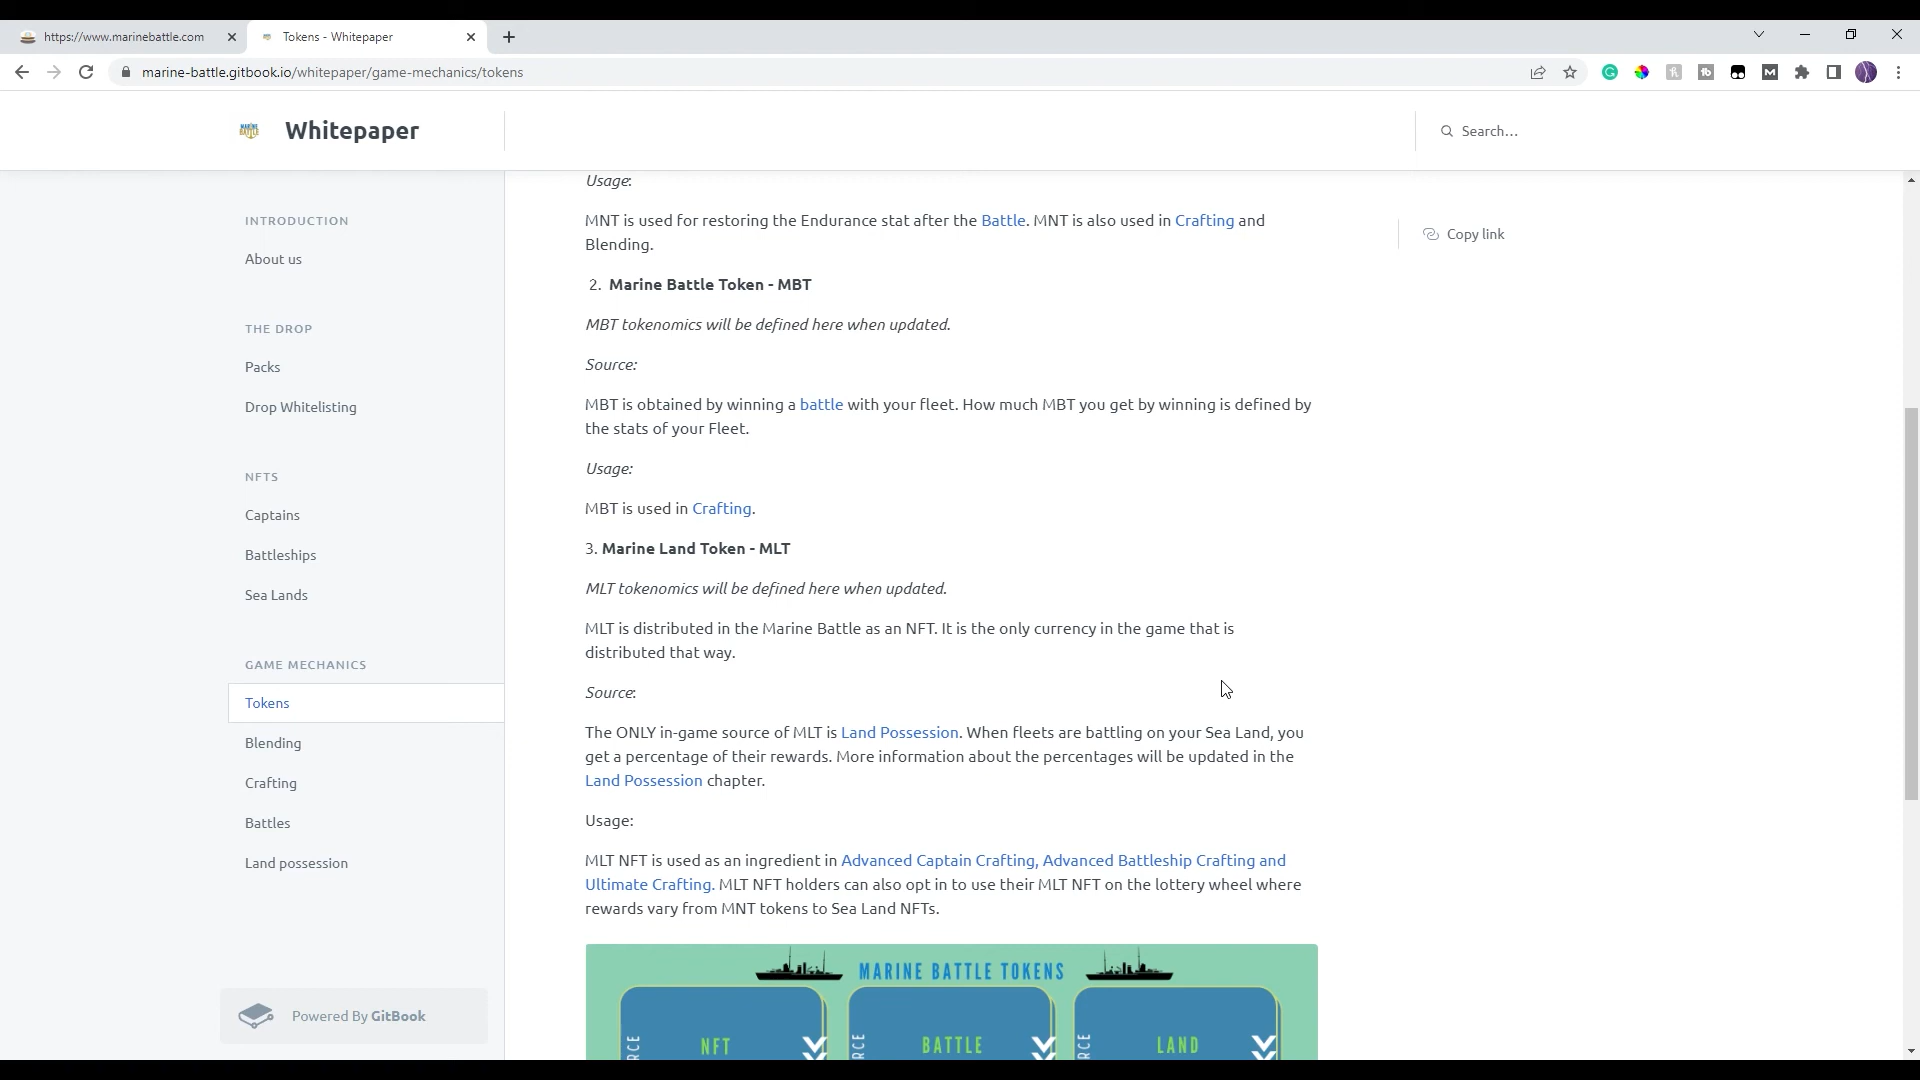 https://www.marinebattle.com
Tokens - Whitepaper
marine-battle.gitbook.io/whitepaper/game-mechanics/tokens
MARINE BATTLE
Whitepaper
Search...
INTRODUCTION
About us
THE DROP
Packs
Drop Whitelisting
NFTS
Captains
Battleships
Sea Lands
GAME MECHANICS
Tokens
Blending
Crafting
Battles
Land possession
Powered By GitBook
Usage:
MNT is used for restoring the Endurance stat after the Battle. MNT is also used in Crafting and
Blending.
2. Marine Battle Token - MBT
MBT tokenomics will be defined here when updated.
Source:
MBT is obtained by winning a battle with your fleet. How much MBT you get by winning is defined by
the stats of your Fleet.
Usage:
MBT is used in Crafting.
3. Marine Land Token - MLT
MLT tokenomics will be defined here when updated.
MLT is distributed in the Marine Battle as an NFT. It is the only currency in the game that is
distributed that way.
Source:
The ONLY in-game source of MLT is Land Possession. When fleets are battling on your Sea Land, you
get a percentage of their rewards. More information about the percentages will be updated in the
Land Possession chapter.
Usage:
MLT NFT is used as an ingredient in Advanced Captain Crafting, Advanced Battleship Crafting and
Ultimate Crafting. MLT NFT holders can also opt in to use their MLT NFT on the lottery wheel where
rewards vary from MNT tokens to Sea Land NFTs.
MARINE BATTLE TOKENS
NFT
BATTLE
LAND
Copy link